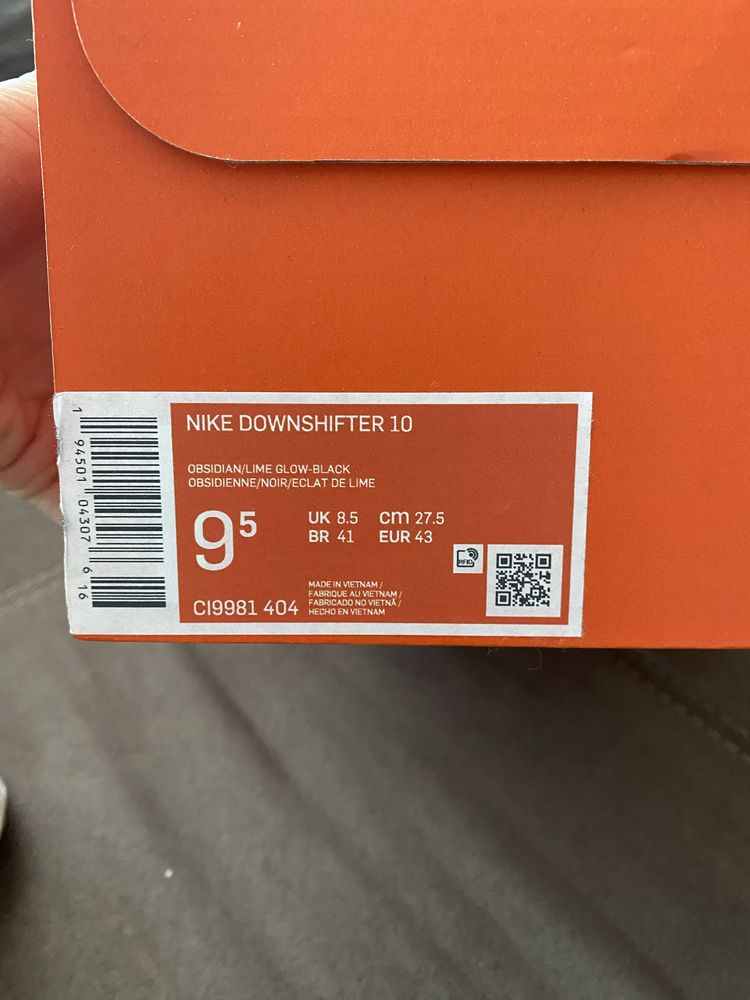 NIKE DOWNSHIFTER 10
OBSIDIAN/LIME GLOW-BLACK
OBSIDIENNE/NOIR/ECLAT DE LIME
9⁵
UK 8.5 cm 27.5
BR 41 EUR 43
RFID
CI9981 404
MADE IN VIETNAM /
FABRIQUE AU VIETNAM /
FABRICADO NO VIETNÃ /
HECHO EN VIETNAM
1 94501 04307 6 16